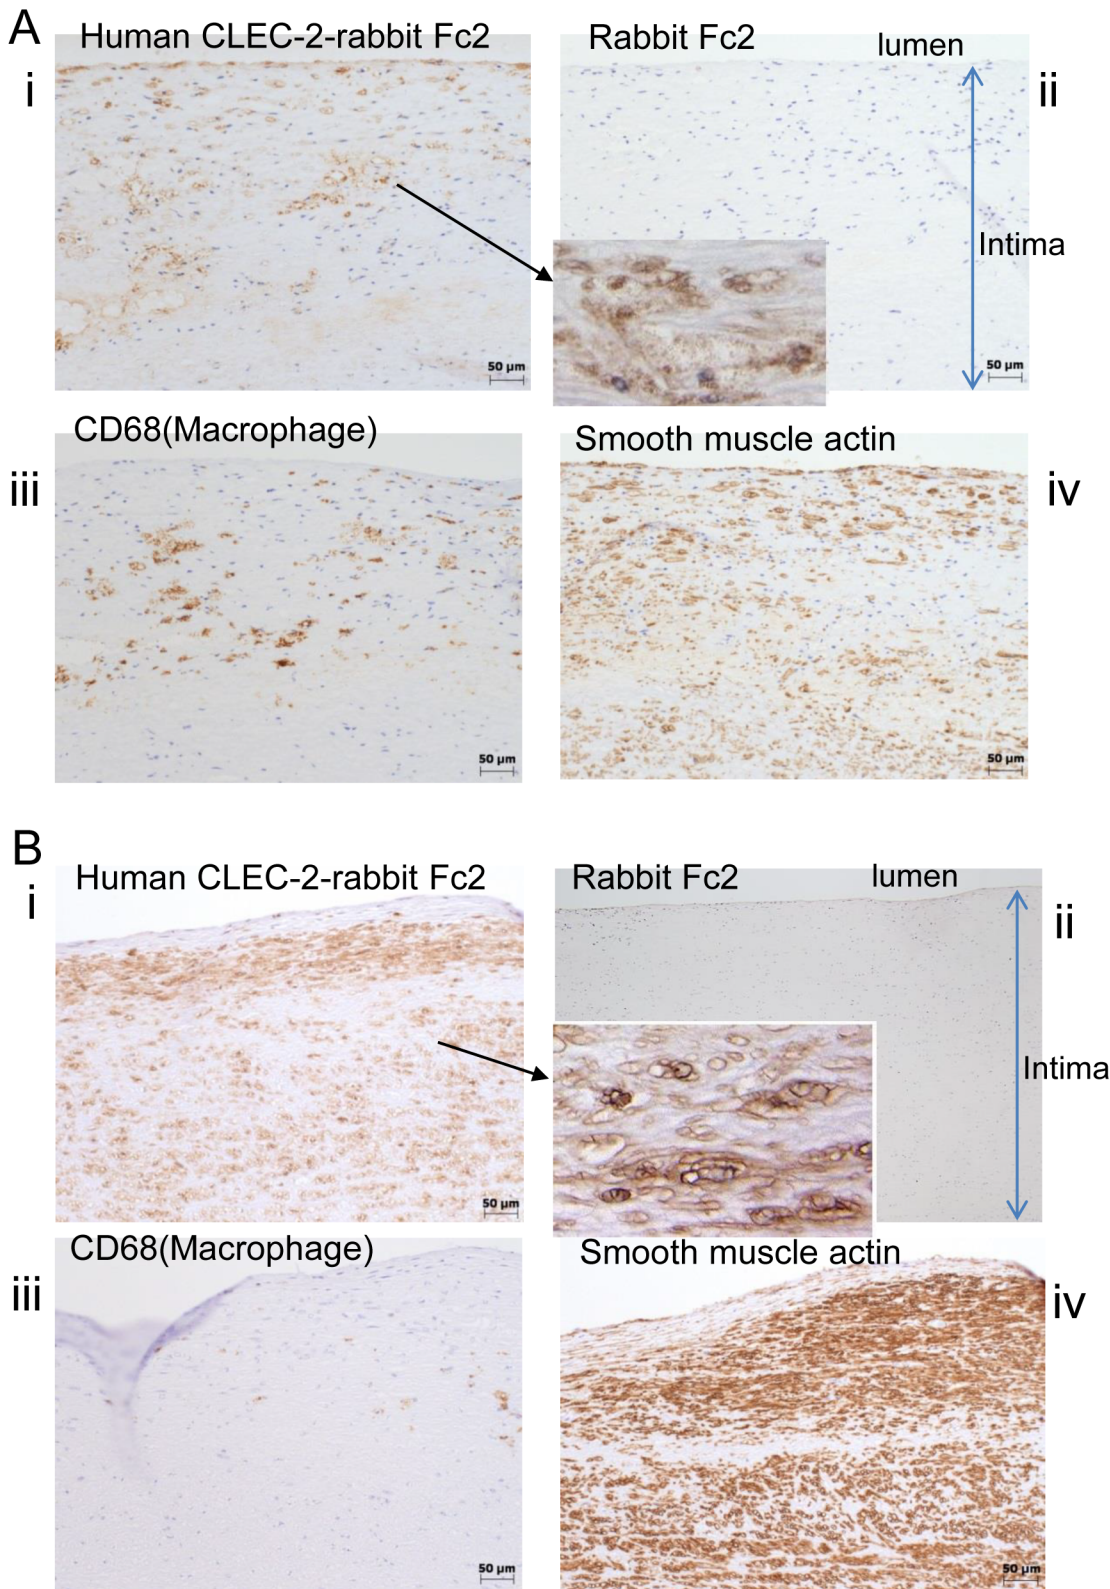 A
Human CLEC-2-rabbit Fc2
Rabbit Fc2
lumen
i
ii
Intima
50 µm
50 µm
CD68(Macrophage)
Smooth muscle actin
iii
iv
50 µm
50 µm
B
Human CLEC-2-rabbit Fc2
Rabbit Fc2
lumen
i
ii
Intima
50 µm
CD68(Macrophage)
Smooth muscle actin
iii
iv
50 µm
50 µm